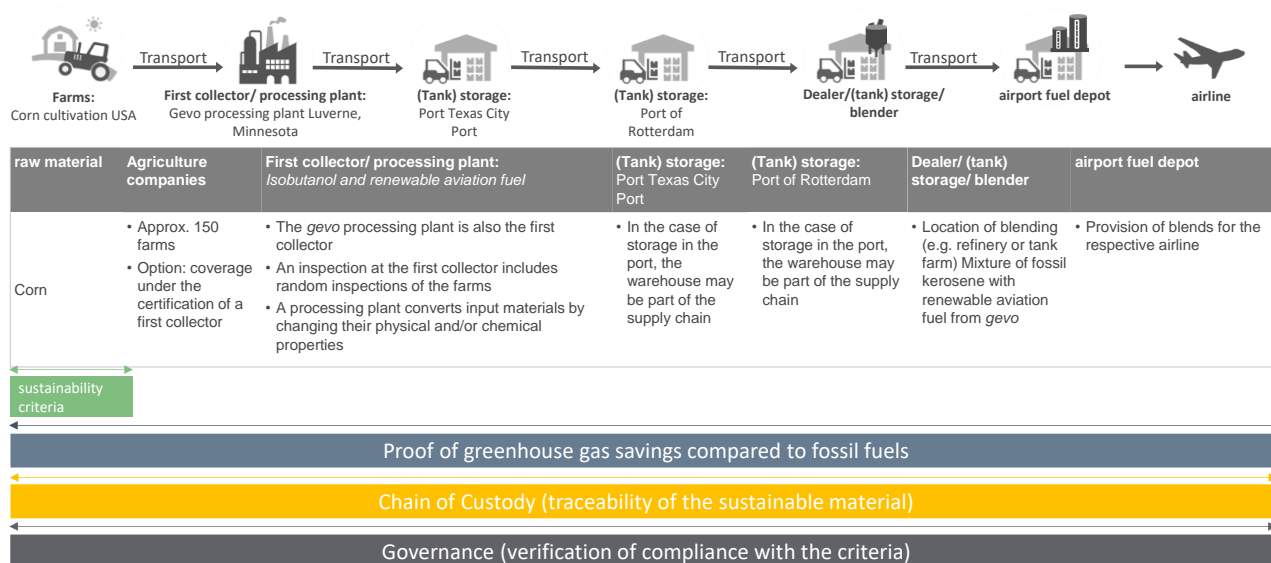 Transport
Transport
Transport
Transport
Transport
Farms:
Corn cultivation USA
First collector/ processing plant:
Gevo processing plant Luverne,
Minnesota
(Tank) storage:
Port Texas City
Port
(Tank) storage:
Port of
Rotterdam
Dealer/(tank) storage/
blender
airport fuel depot
airline
raw material
Agriculture
companies
First collector/ processing plant:
Isobutanol and renewable aviation fuel
(Tank) storage:
Port Texas City
Port
(Tank) storage:
Port of Rotterdam
Dealer/ (tank)
storage/ blender
airport fuel depot
Corn
• Approx. 150
farms
• Option: coverage
under the
certification of a
first collector
• The gevo processing plant is also the first
collector
• An inspection at the first collector includes
random inspections of the farms
• A processing plant converts input materials by
changing their physical and/or chemical
properties
• In the case of
storage in the
port, the
warehouse may
be part of the
supply chain
• In the case of
storage in the port,
the warehouse may
be part of the supply
chain
• Location of blending
(e.g. refinery or tank
farm) Mixture of fossil
kerosene with
renewable aviation
fuel from gevo
• Provision of blends for the
respective airline
sustainability
criteria
Proof of greenhouse gas savings compared to fossil fuels
Chain of Custody (traceability of the sustainable material)
Governance (verification of compliance with the criteria)